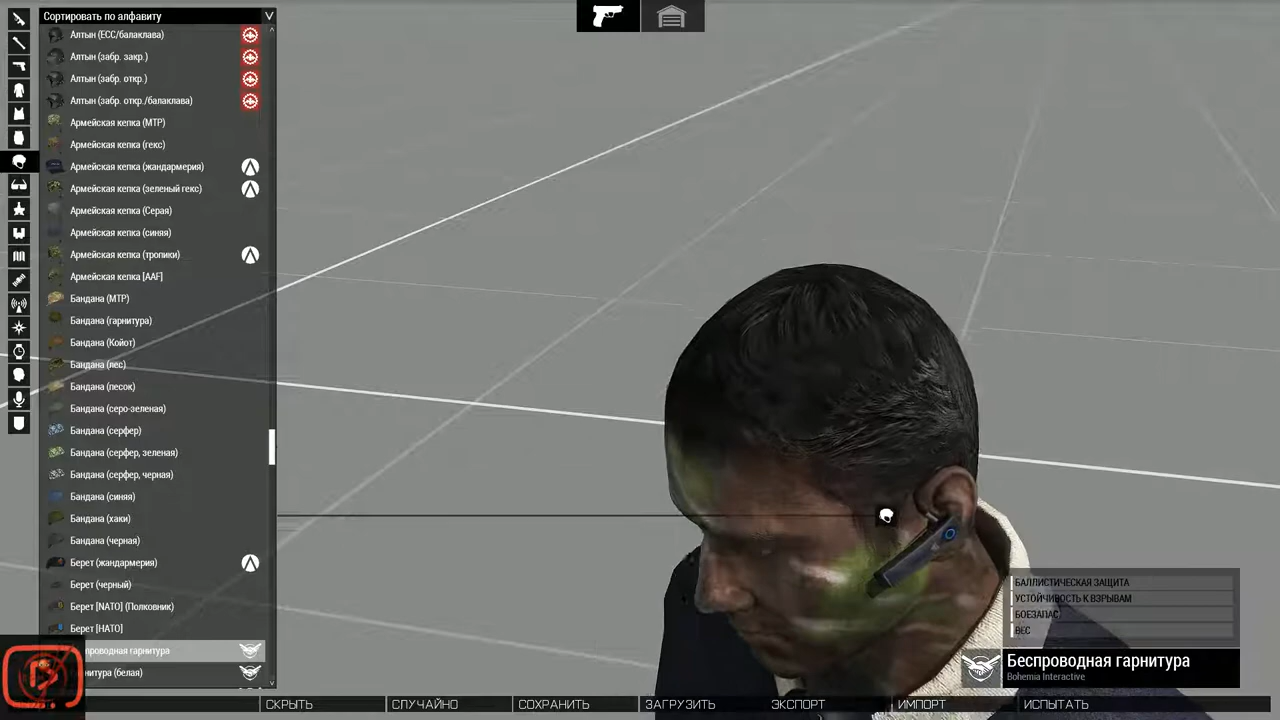 Сортировать по алфавиту
Алтын (ЕСС/балаклава)
Алтын (забр. закр.)
Алтын (забр. откр.)
Алтын (забр. откр./балаклава)
Армейская кепка (MTP)
Армейская кепка (гекс)
Армейская кепка (жандармерия)
Армейская кепка (зеленый гекс)
Армейская кепка (Серая)
Армейская кепка (синяя)
Армейская кепка (тропики)
Армейская кепка [AAF]
Бандана (MTP)
Бандана (гарнитура)
Бандана (Койот)
Бандана (лес)
Бандана (песок)
Бандана (серо-зеленая)
Бандана (серфер)
Бандана (серфер, зеленая)
Бандана (серфер, черная)
Бандана (синяя)
Бандана (хаки)
Бандана (черная)
Берет (жандармерия)
Берет (черный)
Берет [NATO] (Полковник)
Берет [НАТО]
спроводная гарнитура
рнитура (белая)
БАЛЛИСТИЧЕСКАЯ ЗАЩИТА
УСТОЙЧИВОСТЬ К ВЗРЫВАМ
БОЕЗАПАС
ВЕС
Беспроводная гарнитура
Bohemia Interactive
СКРЫТЬ
СЛУЧАЙНО
СОХРАНИТЬ
ЗАГРУЗИТЬ
ЭКСПОРТ
ИМПОРТ
ИСПЫТАТЬ